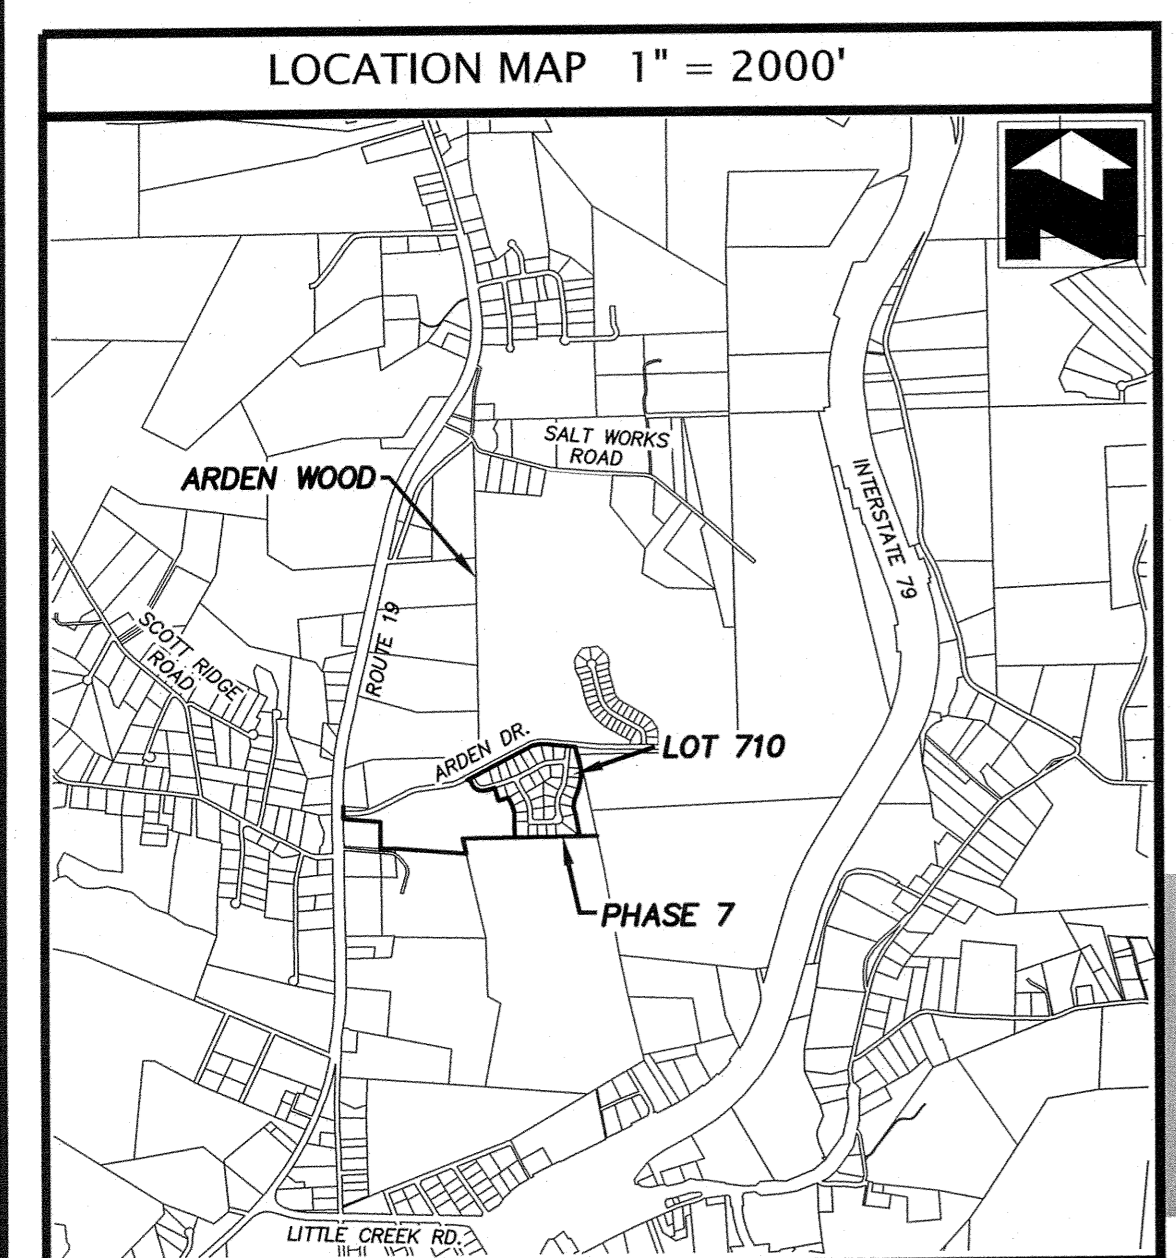 LOCATION MAP 1" = 2000'
N
SALT WORKS
ROAD
ARDEN WOOD
INTERSTATE 79
ROUTE 19
SCOTT RIDGE
ROAD
ARDEN DR.
LOT 710
PHASE 7
LITTLE CREEK RD.